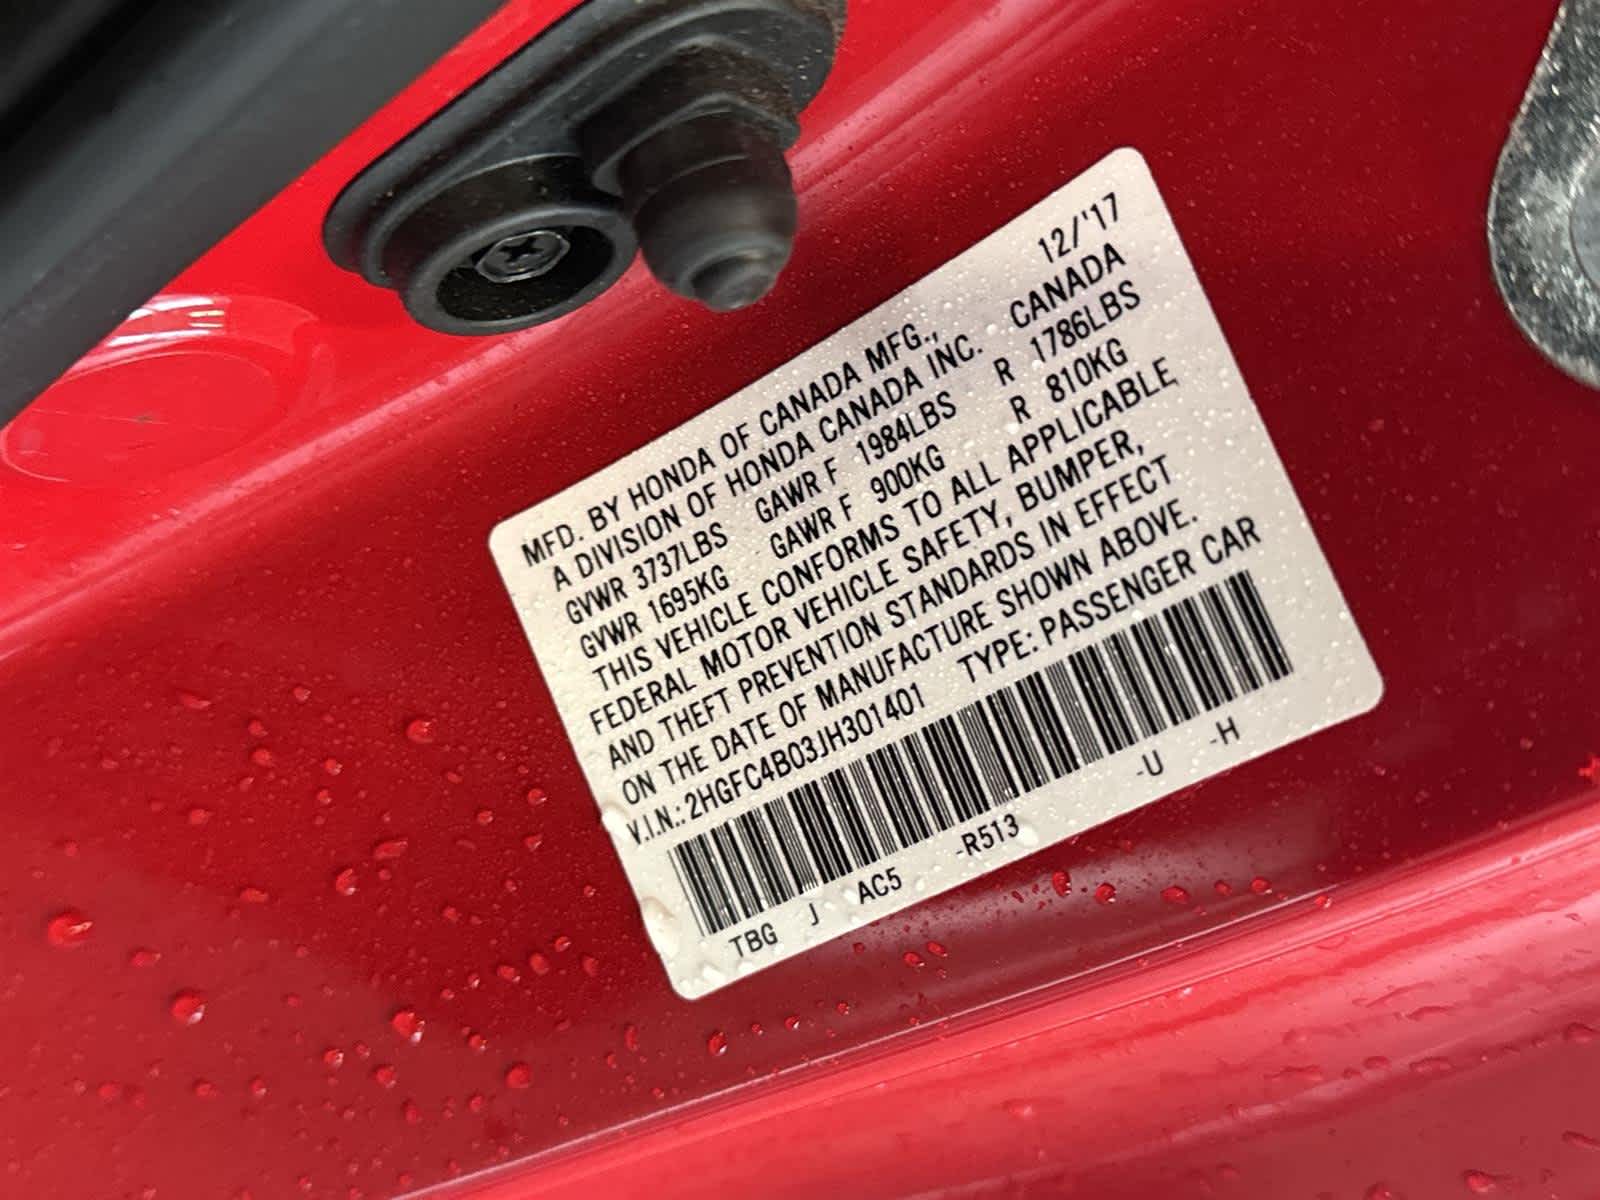 12/'17
MFD. BY HONDA OF CANADA MFG.,
A DIVISION OF HONDA CANADA INC. CANADA
GVWR 3737LBS GAWR F 1984LBS R 1786LBS
GVWR 1695KG GAWR F 900KG R 810KG
THIS VEHICLE CONFORMS TO ALL APPLICABLE
FEDERAL MOTOR VEHICLE SAFETY, BUMPER,
AND THEFT PREVENTION STANDARDS IN EFFECT
ON THE DATE OF MANUFACTURE SHOWN ABOVE.
V.I.N.: 2HGFC4B03JH301401 TYPE: PASSENGER CAR
TBG J AC5 -R513 -U -H